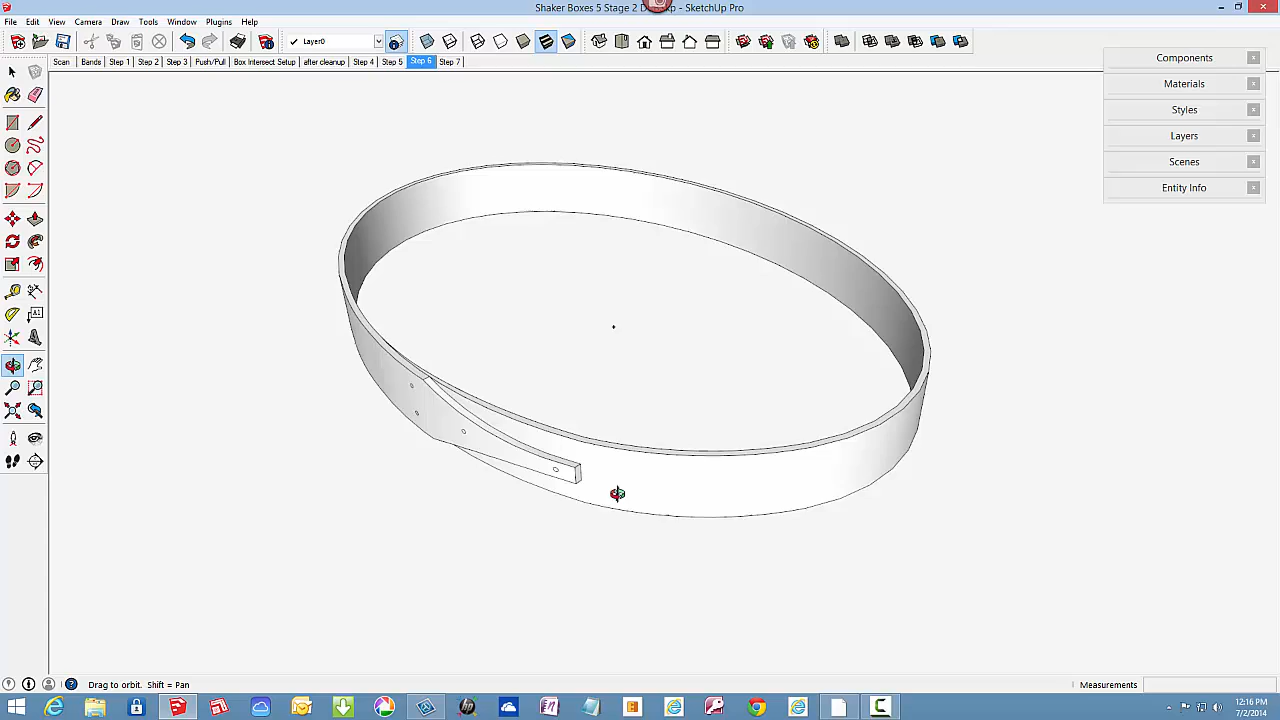 Shaker Boxes 5 Stage 2 - SketchUp Pro
File Edit View Camera Draw Tools Window Plugins Help
Layer0
Scan Bands Step 1 Step 2 Step 3 Push/Pull Box Intersect Setup after cleanup Step 4 Step 5 Step 6 Step 7
Components
Materials
Styles
Layers
Scenes
Entity Info
Drag to orbit. Shift = Pan
Measurements
12:16 PM
7/2/2014